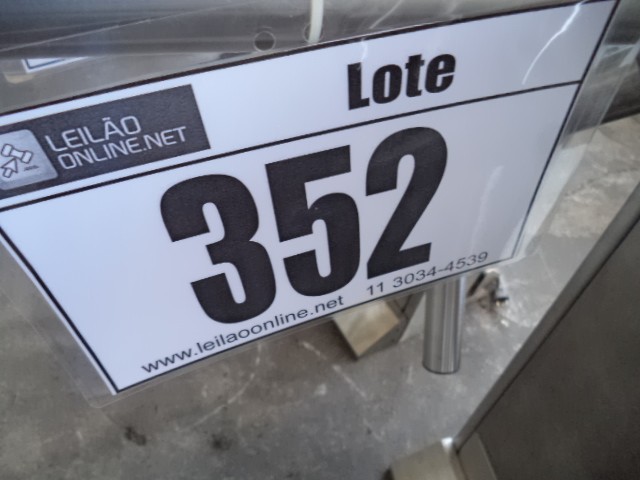 Lote
LEILÃO
ONLINE.NET
352
www.leilaoonline.net 11 3034-4539